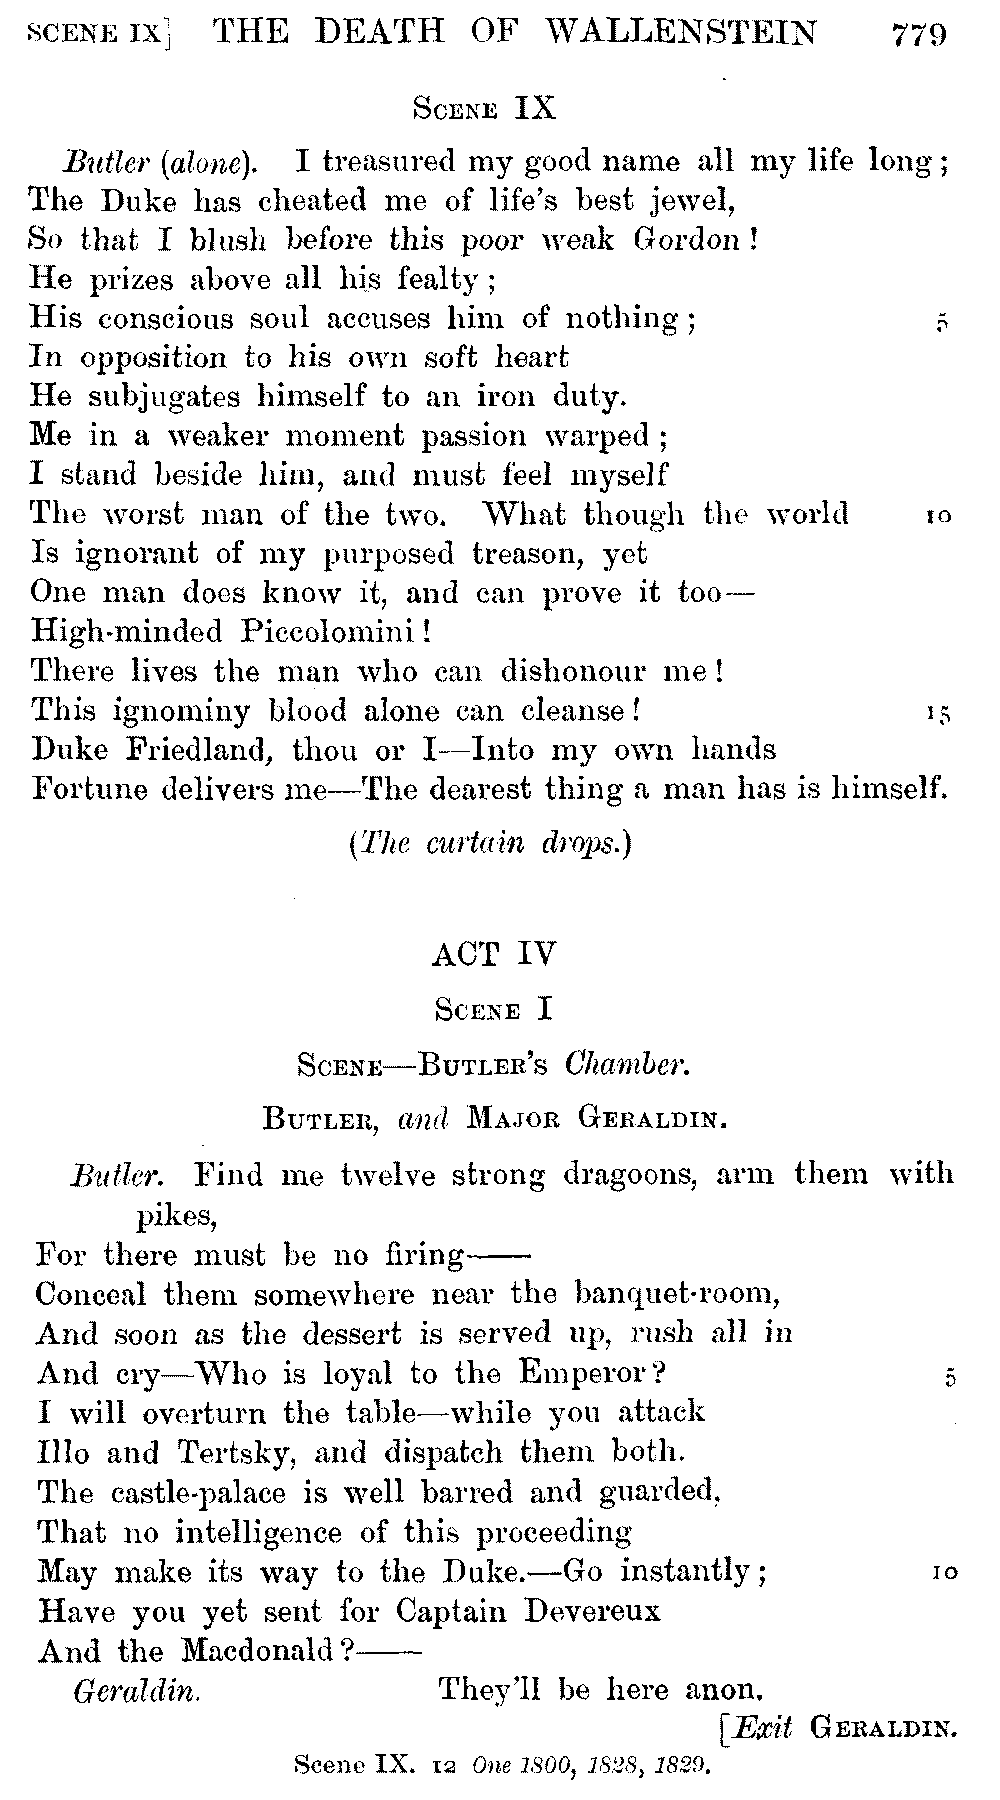 SCENE IX] THE DEATH OF WALLENSTEIN 779
SCENE IX
Butler (alone). I treasured my good name all my life long;
The Duke has cheated me of life's best jewel,
So that I blush before this poor weak Gordon!
He prizes above all his fealty;
His conscious soul accuses him of nothing; 5
In opposition to his own soft heart
He subjugates himself to an iron duty.
Me in a weaker moment passion warped;
I stand beside him, and must feel myself
The worst man of the two. What though the world 10
Is ignorant of my purposed treason, yet
One man does know it, and can prove it too—
High-minded Piccolomini!
There lives the man who can dishonour me!
This ignominy blood alone can cleanse! 15
Duke Friedland, thou or I—Into my own hands
Fortune delivers me—The dearest thing a man has is himself.
(The curtain drops.)
ACT IV
SCENE I
SCENE—BUTLER'S Chamber.
BUTLER, and MAJOR GERALDIN.
Butler. Find me twelve strong dragoons, arm them with
pikes,
For there must be no firing——
Conceal them somewhere near the banquet-room,
And soon as the dessert is served up, rush all in
And cry—Who is loyal to the Emperor? 5
I will overturn the table—while you attack
Illo and Tertsky, and dispatch them both.
The castle-palace is well barred and guarded,
That no intelligence of this proceeding
May make its way to the Duke.—Go instantly; 10
Have you yet sent for Captain Devereux
And the Macdonald?——
Geraldin. They'll be here anon.
[Exit GERALDIN.
Scene IX. 12 One 1800, 1828, 1829.